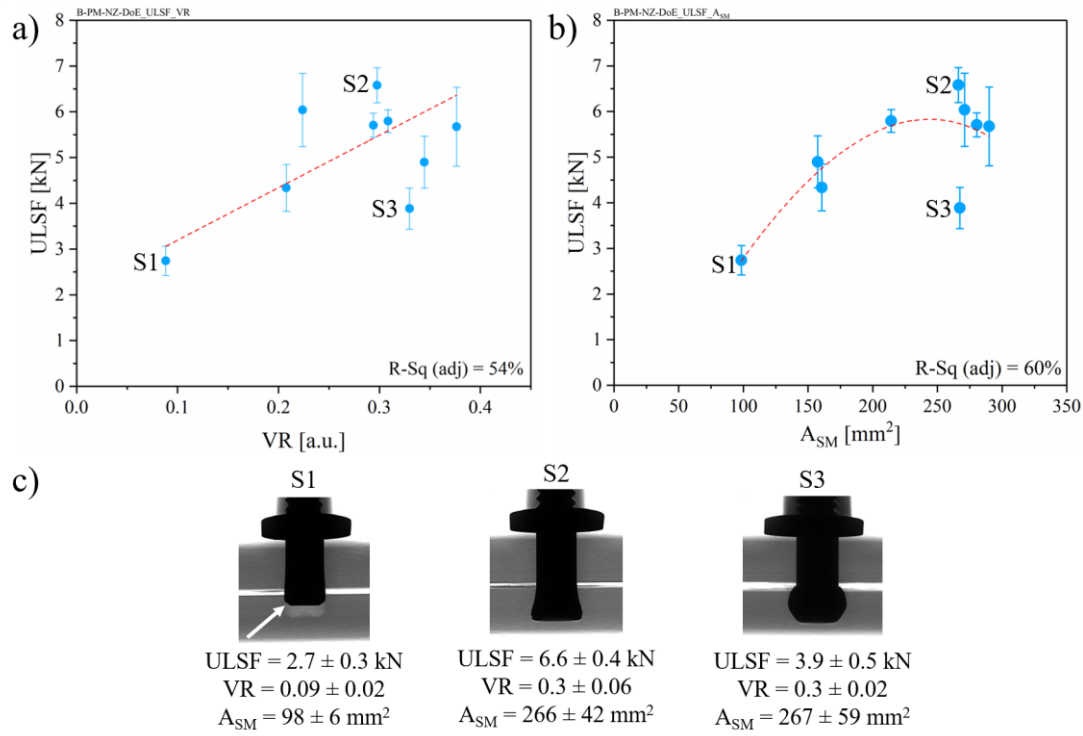 B-PM-NZ-DoE_ULSF_VR
a)
8
7
6
5
4
3
2
1
0
ULSF [kN]
S2
S3
S1
R-Sq (adj) = 54%
0.0 0.1 0.2 0.3 0.4
VR [a.u.]
B-PM-NZ-DoE_ULSF_A_SM
b)
8
7
6
5
4
3
2
1
0
ULSF [kN]
S2
S3
S1
R-Sq (adj) = 60%
0 50 100 150 200 250 300 350
A_SM [mm²]
c)
S1
ULSF = 2.7 ± 0.3 kN
VR = 0.09 ± 0.02
A_SM = 98 ± 6 mm²
S2
ULSF = 6.6 ± 0.4 kN
VR = 0.3 ± 0.06
A_SM = 266 ± 42 mm²
S3
ULSF = 3.9 ± 0.5 kN
VR = 0.3 ± 0.02
A_SM = 267 ± 59 mm²